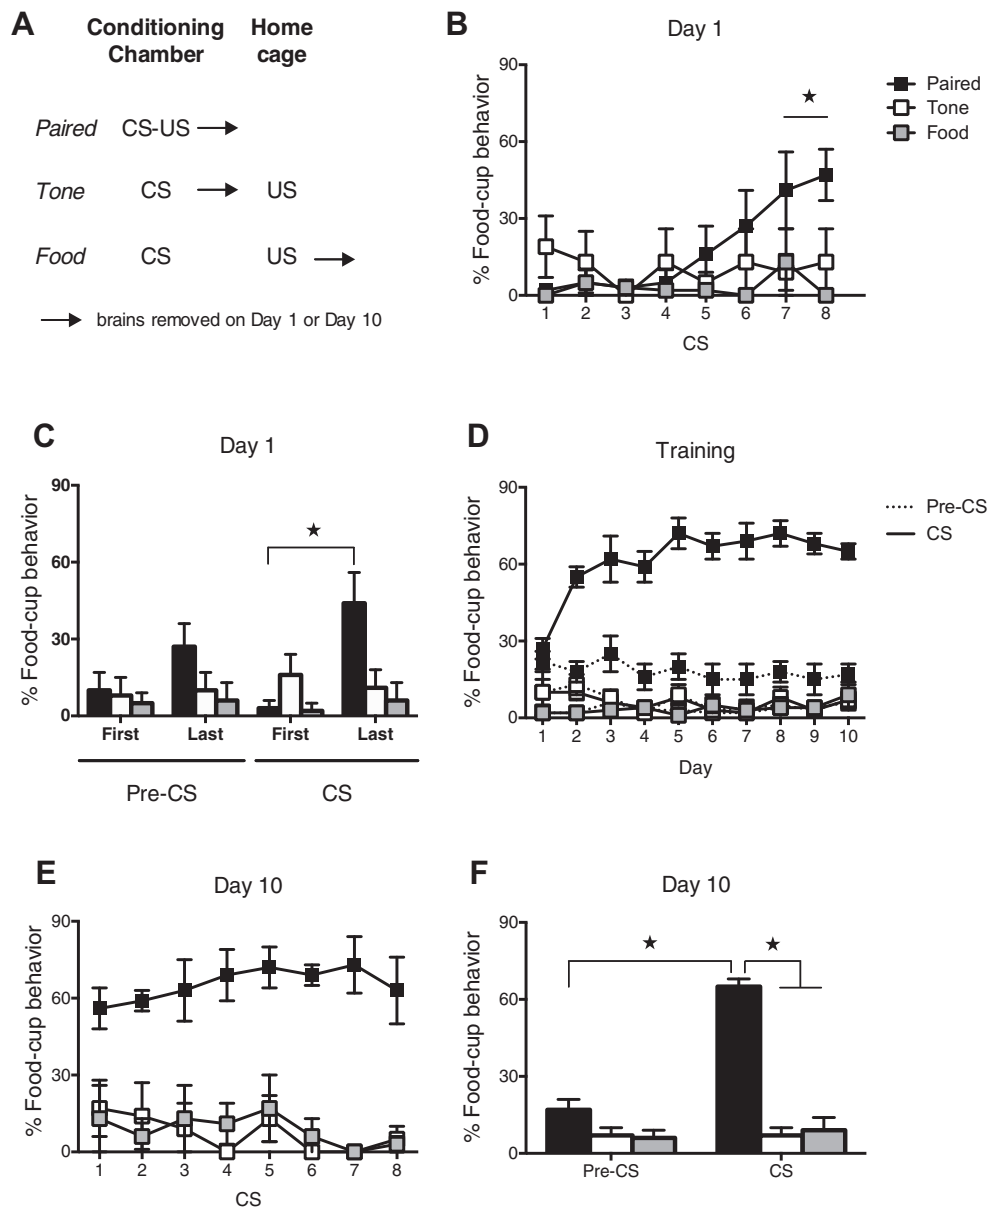 A
Conditioning Chamber
Home cage
Paired CS-US
Tone CS US
Food CS US
brains removed on Day 1 or Day 10
B
Day 1
% Food-cup behavior
90
60
30
0
1 2 3 4 5 6 7 8
CS
Paired
Tone
Food
C
Day 1
% Food-cup behavior
90
60
30
0
First Last First Last
Pre-CS CS
D
Training
% Food-cup behavior
90
60
30
0
1 2 3 4 5 6 7 8 9 10
Day
Pre-CS
CS
E
Day 10
% Food-cup behavior
90
60
30
0
1 2 3 4 5 6 7 8
CS
F
Day 10
% Food-cup behavior
90
60
30
0
Pre-CS CS